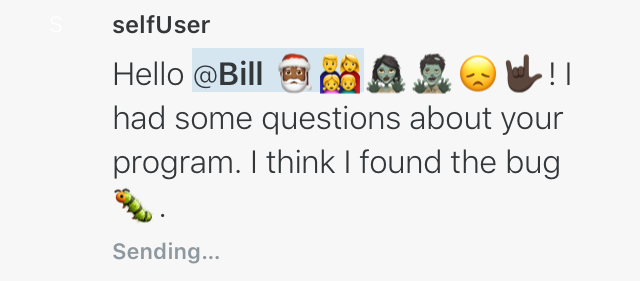 S
selfUser
Hello @Bill 🎅🏾👨‍👩‍👧‍👧🧟‍♀️🧟‍♂️😞🤟🏿! I
had some questions about your
program. I think I found the bug
🐛.
Sending...